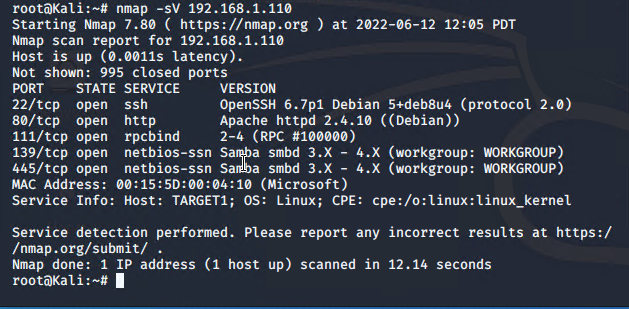 root@Kali:~# nmap -sV 192.168.1.110
Starting Nmap 7.80 ( https://nmap.org ) at 2022-06-12 12:05 PDT
Nmap scan report for 192.168.1.110
Host is up (0.0011s latency).
Not shown: 995 closed ports
PORT    STATE SERVICE     VERSION
22/tcp  open  ssh         OpenSSH 6.7p1 Debian 5+deb8u4 (protocol 2.0)
80/tcp  open  http        Apache httpd 2.4.10 ((Debian))
111/tcp open  rpcbind     2-4 (RPC #100000)
139/tcp open  netbios-ssn Samba smbd 3.X - 4.X (workgroup: WORKGROUP)
445/tcp open  netbios-ssn Samba smbd 3.X - 4.X (workgroup: WORKGROUP)
MAC Address: 00:15:5D:00:04:10 (Microsoft)
Service Info: Host: TARGET1; OS: Linux; CPE: cpe:/o:linux:linux_kernel

Service detection performed. Please report any incorrect results at https:/
/nmap.org/submit/ .
Nmap done: 1 IP address (1 host up) scanned in 12.14 seconds
root@Kali:~#